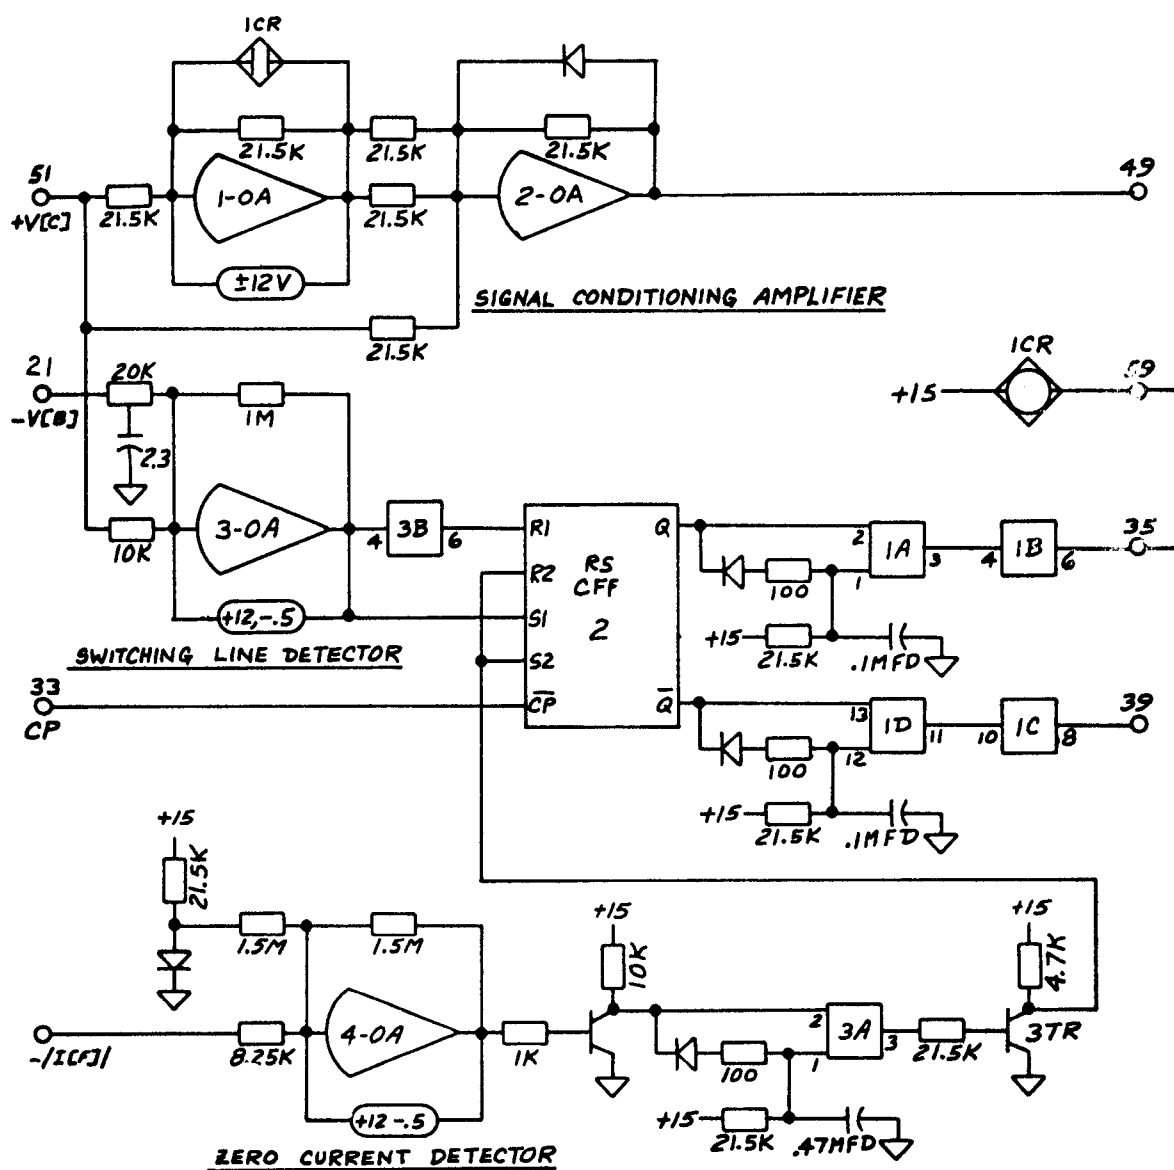 1CR
21.5K
21.5K
21.5K
51
+V[C]
21.5K
1-OA
21.5K
2-OA
49
±12V
SIGNAL CONDITIONING AMPLIFIER
21.5K
21
-V[B]
20K
1M
2.3
1CR
+15
59
10K
3-OA
4
3B
6
R1
Q
2
1A
3
4
1B
6
35
R2
RS
CFF
2
100
1
+12,-.5
S1
+15
21.5K
.1MFD
SWITCHING LINE DETECTOR
S2
33
CP
C̅P̅
Q̅
13
1D
11
10
1C
8
39
100
12
+15
21.5K
.1MFD
+15
21.5K
1.5M
1.5M
+15
10K
+15
4.7K
-/I[F]/
8.25K
4-OA
1K
2
3A
3
21.5K
3TR
100
1
+12-.5
+15
21.5K
.47MFD
ZERO CURRENT DETECTOR